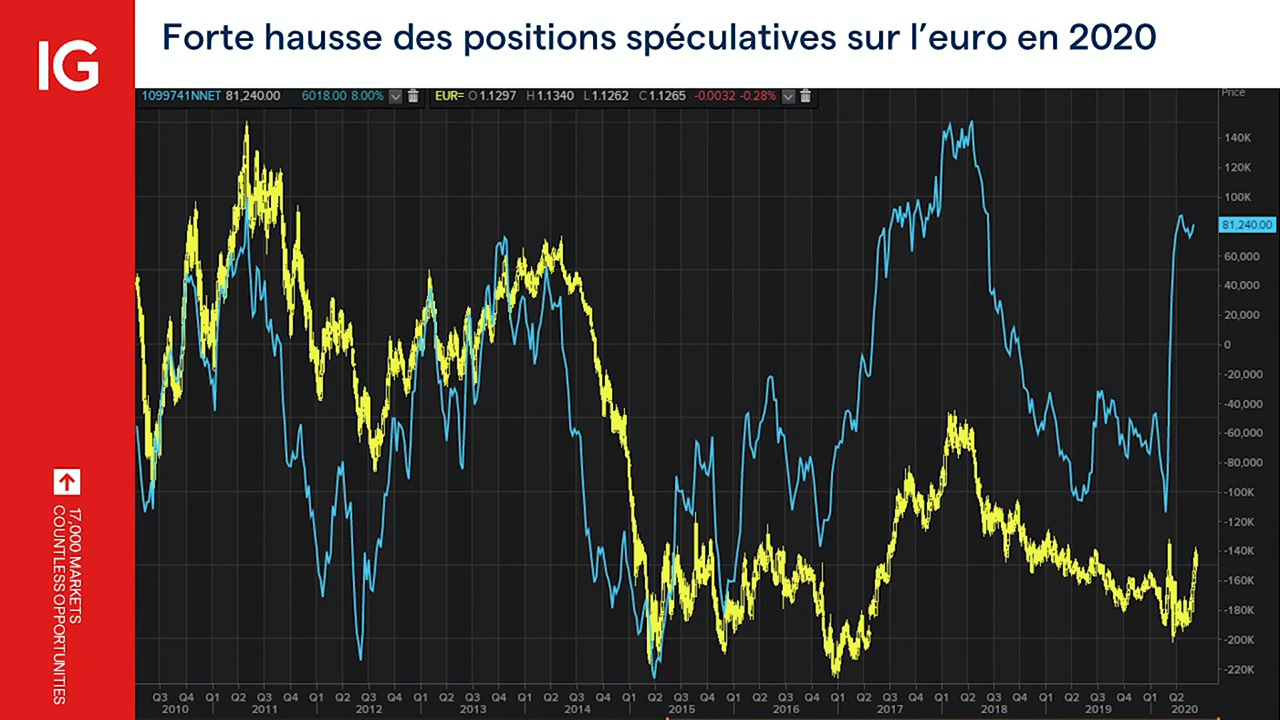 Forte hausse des positions spéculatives sur l'euro en 2020
IG
1099741NNET 81,240.00 6018.00 8.00% EUR= O 1.1297 H 1.1340 L 1.1262 C 1.1265 -0.0032 -0.28%
Price
140K
120K
100K
81,240.00
60,000
40,000
20,000
0
-20,000
-40,000
-60,000
-80,000
-100K
-120K
-140K
-160K
-180K
-200K
-220K
Q3 Q4 Q1 Q2 Q3 Q4 Q1 Q2 Q3 Q4 Q1 Q2 Q3 Q4 Q1 Q2 Q3 Q4 Q1 Q2 Q3 Q4 Q1 Q2 Q3 Q4 Q1 Q2 Q3 Q4 Q1 Q2 Q3 Q4 Q1 Q2 Q3 Q4 Q1 Q2
2010 2011 2012 2013 2014 2015 2016 2017 2018 2019 2020
17,000 MARKETS
COUNTLESS OPPORTUNITIES